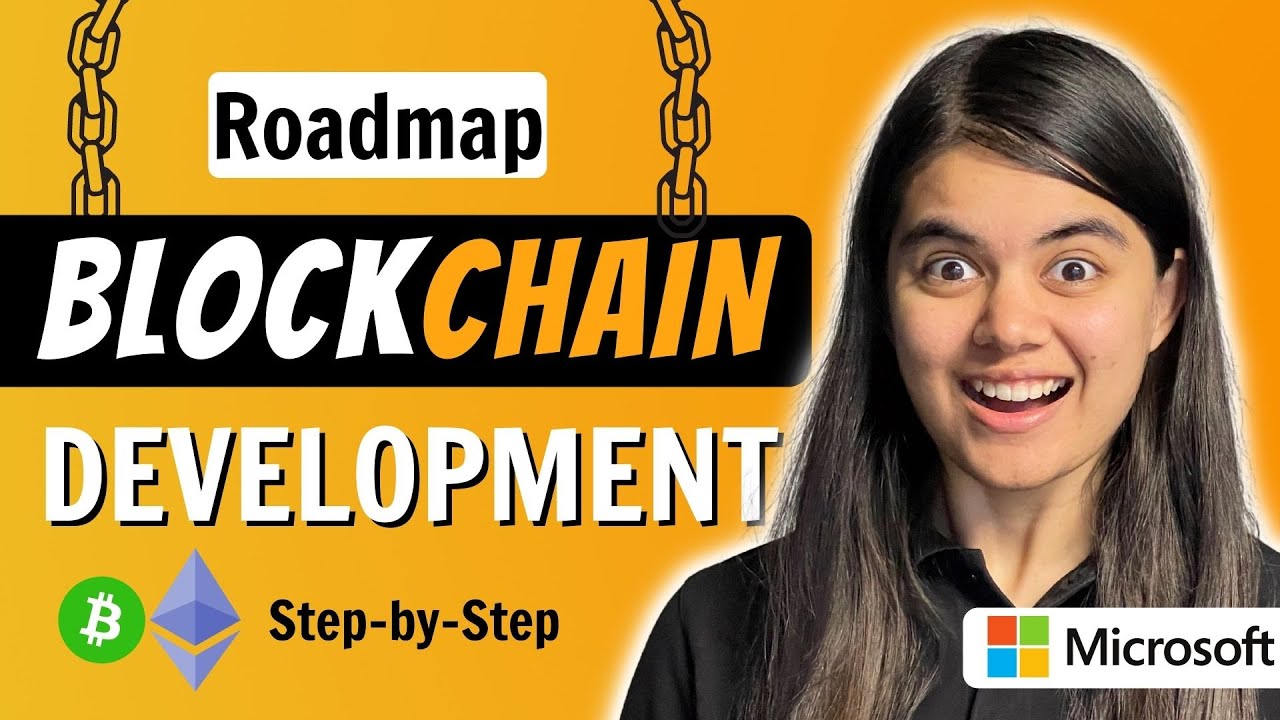 Roadmap
BLOCKCHAIN
DEVELOPMENT
Step-by-Step
Microsoft